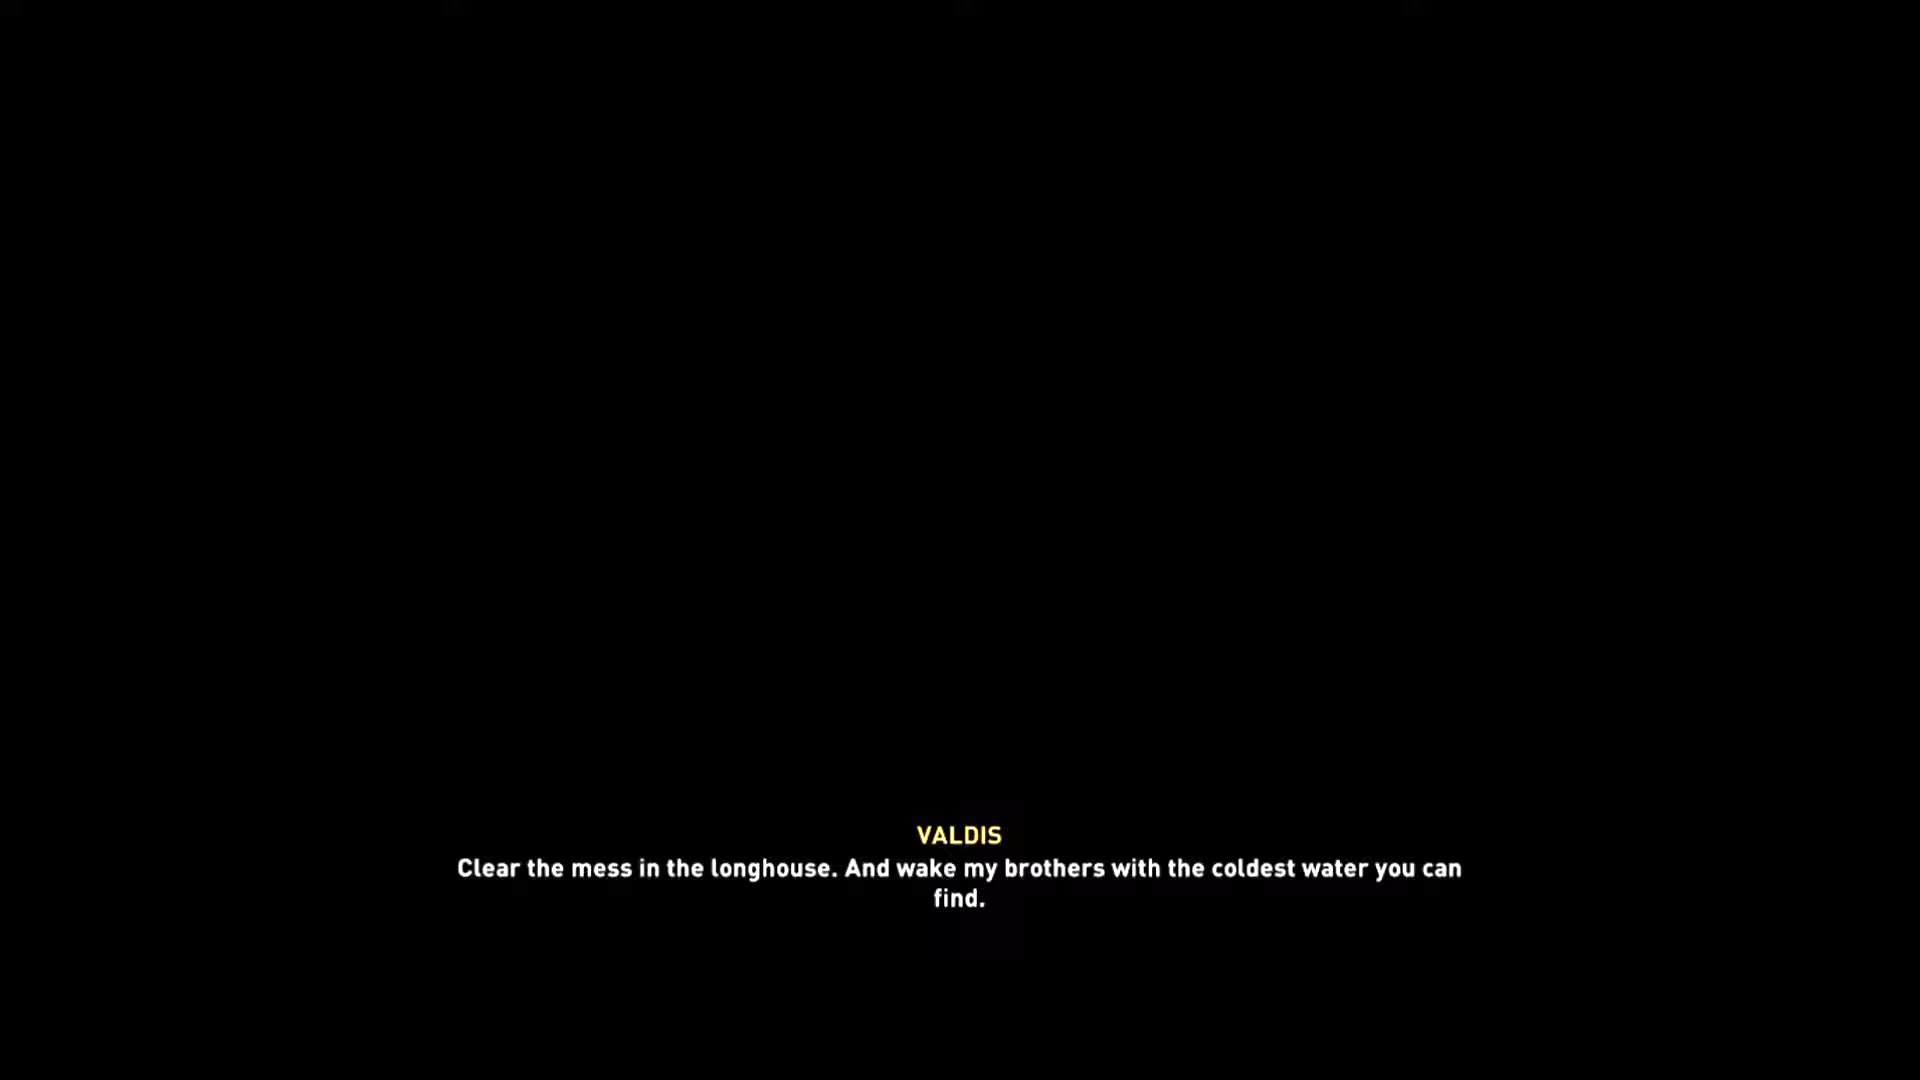 VALDIS
Clear the mess in the longhouse. And wake my brothers with the coldest water you can
find.